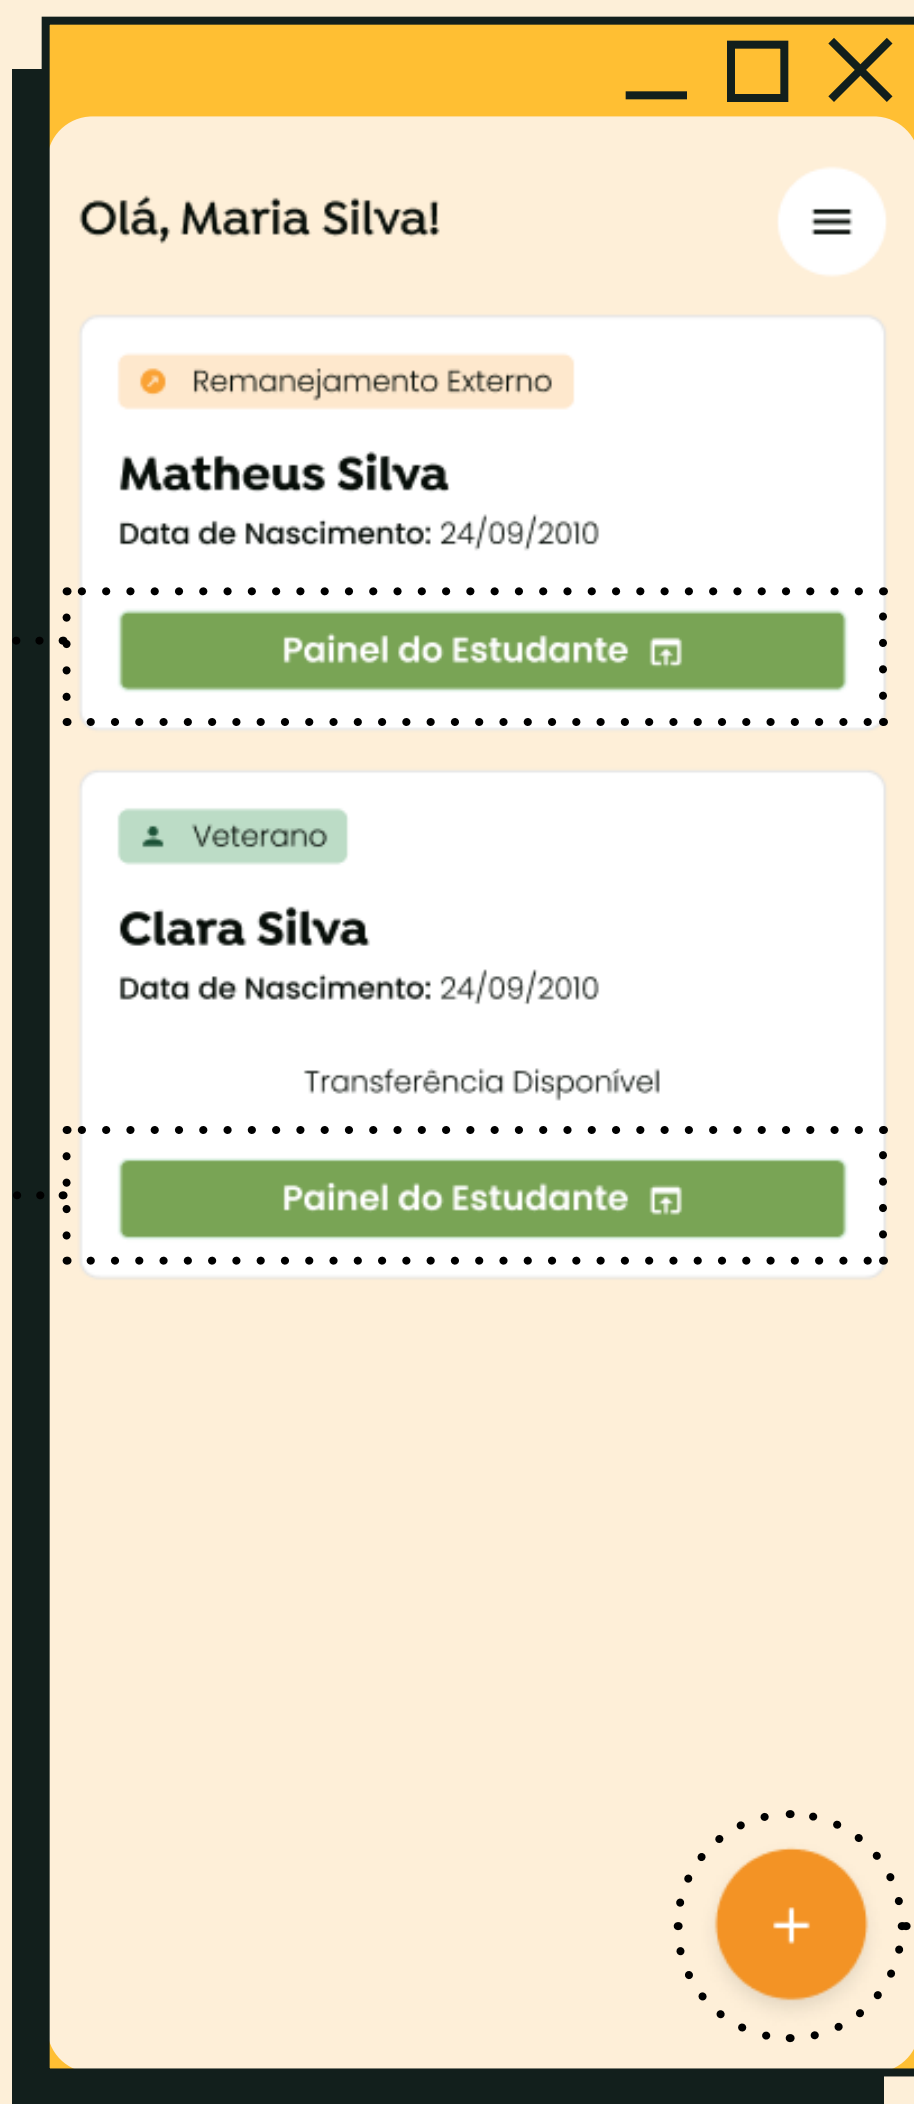 Olá, Maria Silva!
Remanejamento Externo
Matheus Silva
Data de Nascimento: 24/09/2010
Painel do Estudante
Veterano
Clara Silva
Data de Nascimento: 24/09/2010
Transferência Disponível
Painel do Estudante